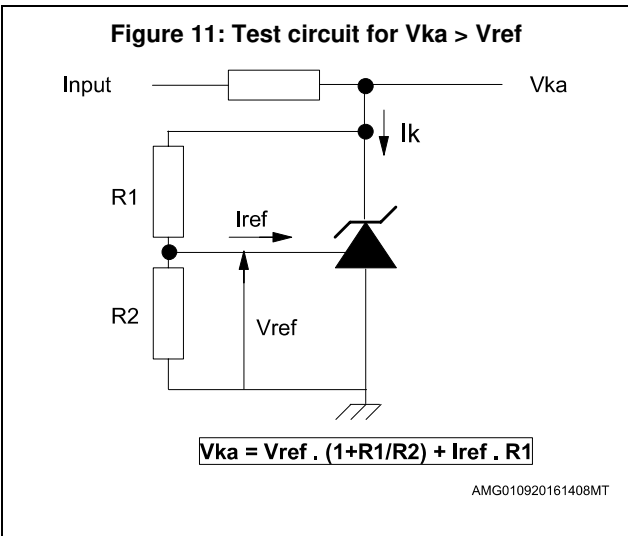 Figure 11: Test circuit for Vka > Vref
Input
Vka
Ik
R1
Iref
R2
Vref
Vka = Vref . (1+R1/R2) + Iref . R1
AMG010920161408MT